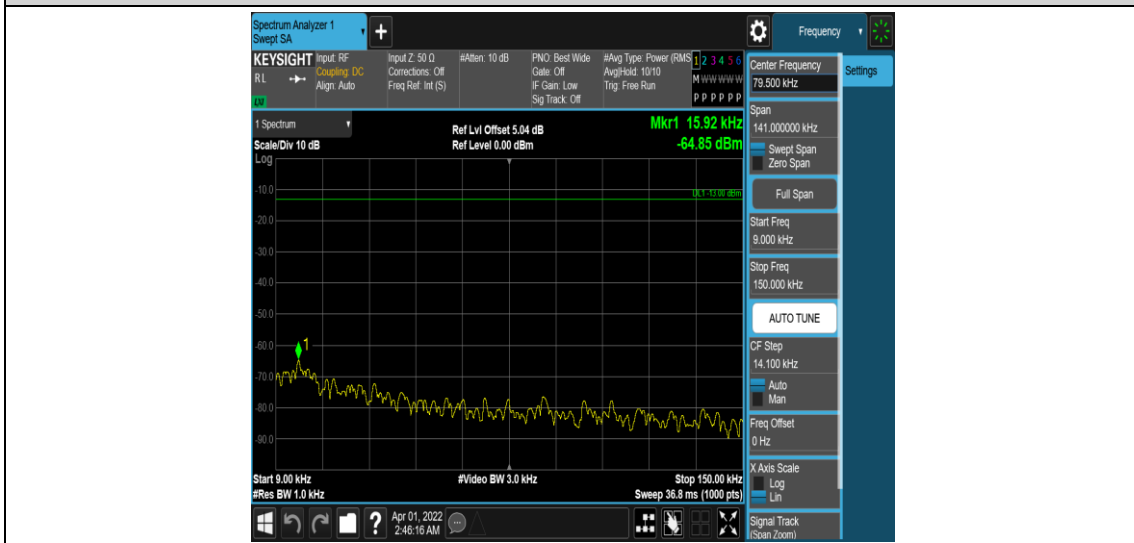 Spectrum Analyzer 1
Swept SA
+
Frequency
KEYSIGHT
RL
LXI
Input: RF
Coupling: DC
Align: Auto
Input Z: 50 Ω
Corrections: Off
Freq Ref: Int (S)
#Atten: 10 dB
PNO: Best Wide
Gate: Off
IF Gain: Low
Sig Track: Off
#Avg Type: Power (RMS
Avg|Hold: 10/10
Trig: Free Run
1 2 3 4 5 6
M W W W W W
P P P P P P
Center Frequency
79.500 kHz
Settings
1 Spectrum
Scale/Div 10 dB
Log
Ref Lvl Offset 5.04 dB
Ref Level 0.00 dBm
Mkr1 15.92 kHz
-64.85 dBm
Span
141.000000 kHz
Swept Span
Zero Span
Full Span
-10.0
DL1 -13.00 dBm
-20.0
-30.0
-40.0
-50.0
-60.0
1
-70.0
-80.0
-90.0
Start Freq
9.000 kHz
Stop Freq
150.000 kHz
AUTO TUNE
CF Step
14.100 kHz
Auto
Man
Freq Offset
0 Hz
X Axis Scale
Log
Lin
Signal Track
(Span Zoom)
Start 9.00 kHz
#Res BW 1.0 kHz
#Video BW 3.0 kHz
Stop 150.00 kHz
Sweep 36.8 ms (1000 pts)
?
Apr 01, 2022
2:46:16 AM